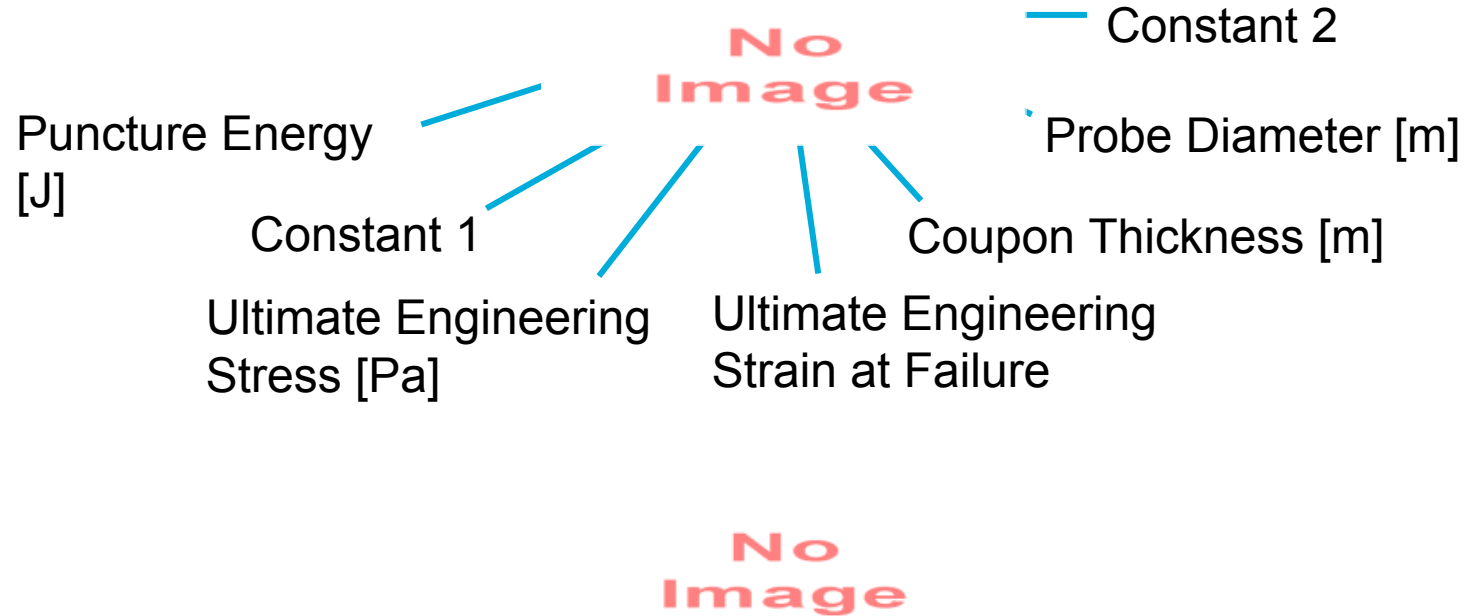 No
Image
Constant 2
Puncture Energy
[J]
Probe Diameter [m]
Constant 1
Coupon Thickness [m]
Ultimate Engineering
Stress [Pa]
Ultimate Engineering
Strain at Failure
No
Image